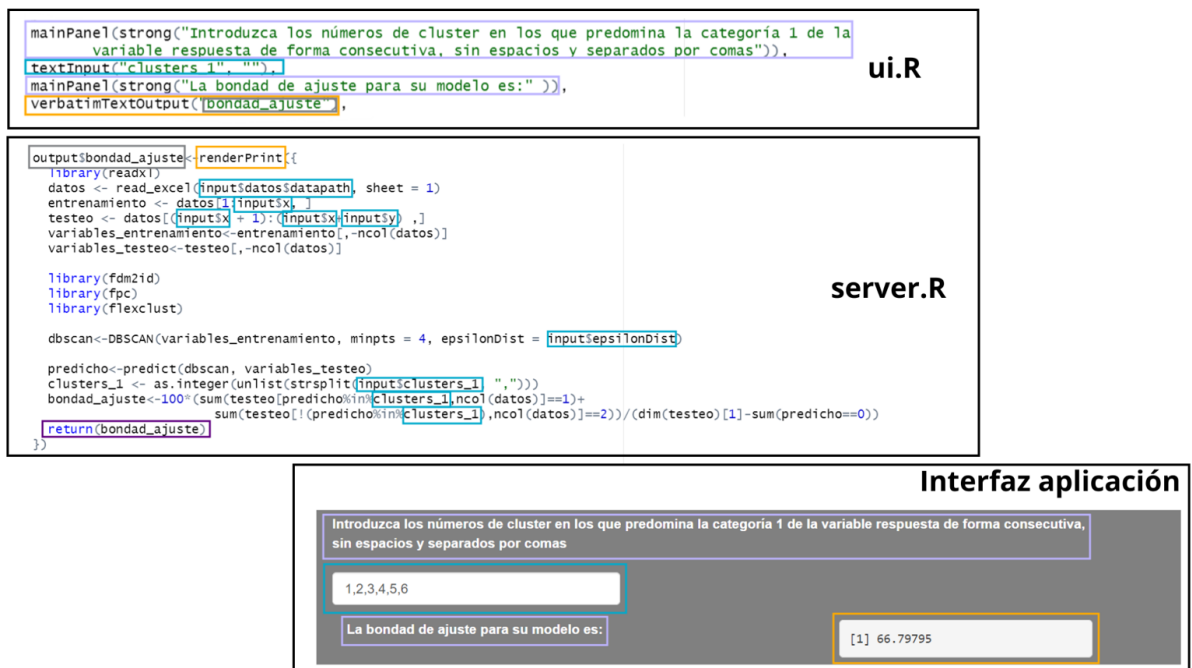 mainPanel(strong("Introduzca los números de cluster en los que predomina la categoría 1 de la
variable respuesta de forma consecutiva, sin espacios y separados por comas")),
textInput("clusters_1", ""),
mainPanel(strong("La bondad de ajuste para su modelo es:" )),
verbatimTextOutput("bondad_ajuste"),
ui.R
output$bondad_ajuste<-renderPrint({
library(readxl)
datos <- read_excel(input$datos$datapath, sheet = 1)
entrenamiento <- datos[1:input$x, ]
testeo <- datos[(input$x + 1):(input$x+input$y) ,]
variables_entrenamiento<-entrenamiento[,-ncol(datos)]
variables_testeo<-testeo[,-ncol(datos)]
library(fdm2id)
library(fpc)
library(flexclust)
server.R
dbscan<-DBSCAN(variables_entrenamiento, minpts = 4, epsilonDist = input$epsilonDist)
predicho<-predict(dbscan, variables_testeo)
clusters_1 <- as.integer(unlist(strsplit(input$clusters_1, ",")))
bondad_ajuste<-100*(sum(testeo[predicho%in%clusters_1,ncol(datos)]==1)+
sum(testeo[!(predicho%in%clusters_1),ncol(datos)]==2))/(dim(testeo)[1]-sum(predicho==0))
return(bondad_ajuste)
})
Interfaz aplicación
Introduzca los números de cluster en los que predomina la categoría 1 de la variable respuesta de forma consecutiva,
sin espacios y separados por comas
1,2,3,4,5,6
La bondad de ajuste para su modelo es:
[1] 66.79795